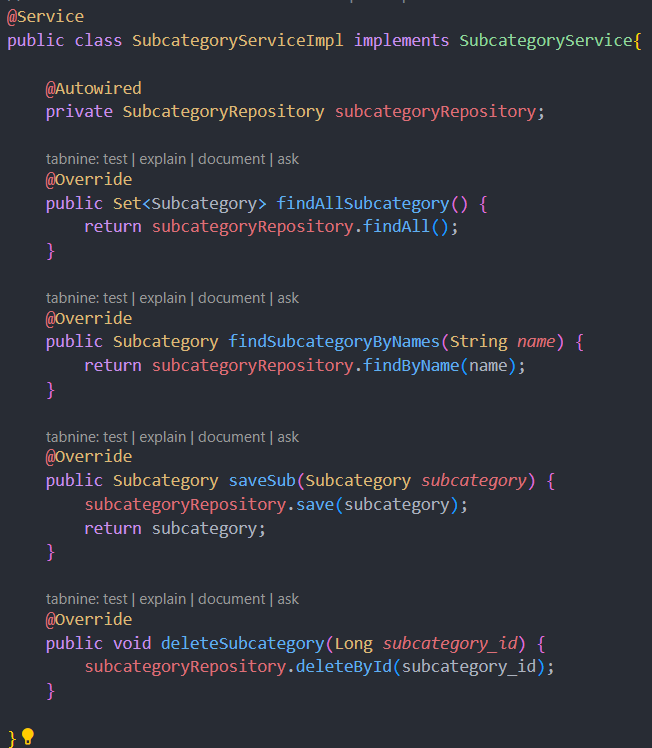 @Service
public class SubcategoryServiceImpl implements SubcategoryService{
@Autowired
private SubcategoryRepository subcategoryRepository;
tabnine: test | explain | document | ask
@Override
public Set<Subcategory> findAllSubcategory() {
return subcategoryRepository.findAll();
}
tabnine: test | explain | document | ask
@Override
public Subcategory findSubcategoryByNames(String name) {
return subcategoryRepository.findByName(name);
}
tabnine: test | explain | document | ask
@Override
public Subcategory saveSub(Subcategory subcategory) {
subcategoryRepository.save(subcategory);
return subcategory;
}
tabnine: test | explain | document | ask
@Override
public void deleteSubcategory(Long subcategory_id) {
subcategoryRepository.deleteById(subcategory_id);
}
}